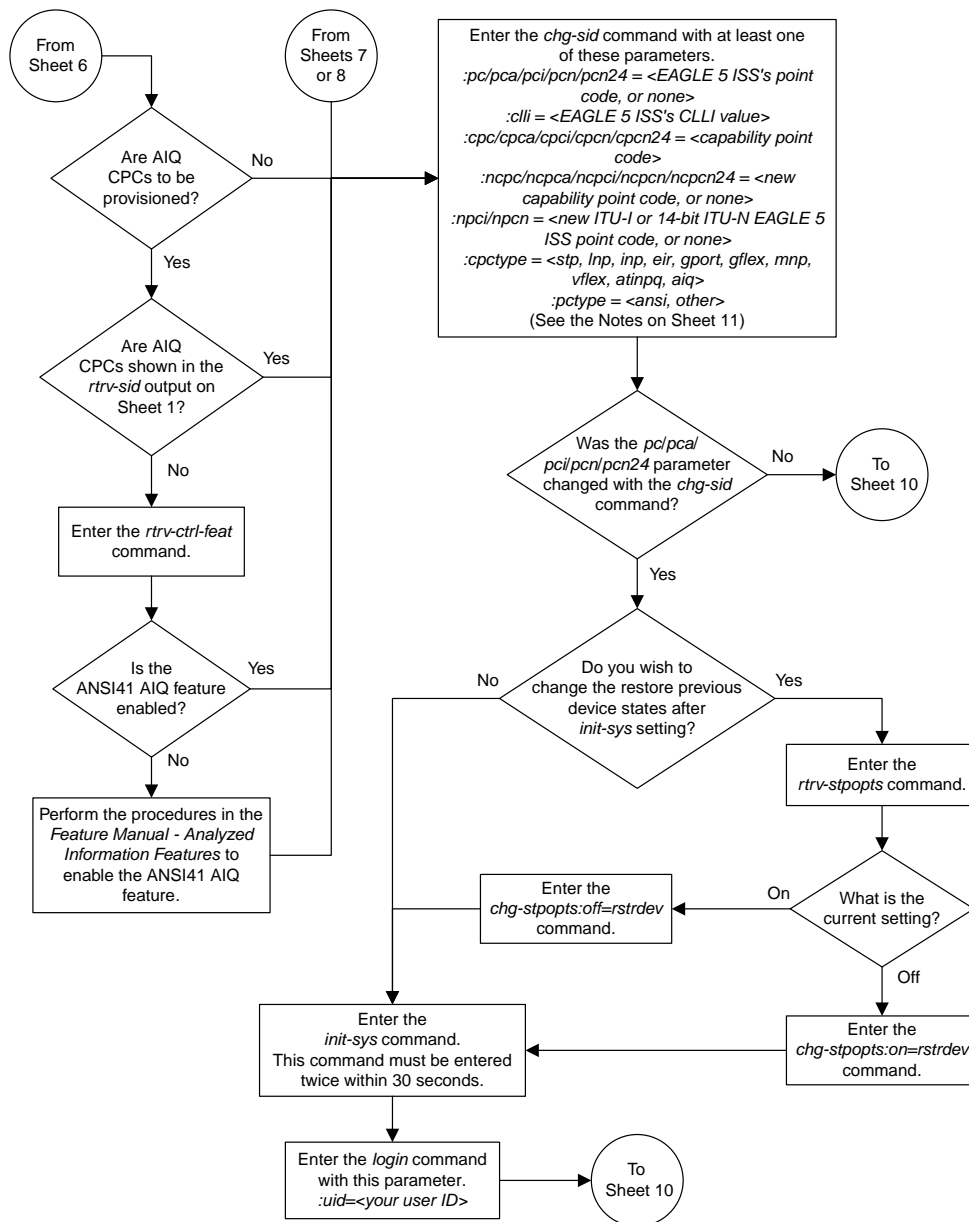 From
Sheet 6
From
Sheets 7
or 8
Enter the chg-sid command with at least one
of these parameters.
:pc/pca/pci/pcn/pcn24 = <EAGLE 5 ISS's point
code, or none>
:clli = <EAGLE 5 ISS's CLLI value>
:cpc/cpca/cpci/cpcn/cpcn24 = <capability point
code>
:ncpc/ncpca/ncpci/ncpcn/ncpcn24 = <new
capability point code, or none>
:npci/npcn = <new ITU-I or 14-bit ITU-N EAGLE 5
ISS point code, or none>
:cpctype = <stp, lnp, inp, eir, gport, gflex, mnp,
vflex, atinpq, aiq>
:pctype = <ansi, other>
(See the Notes on Sheet 11)
Are AIQ
CPCs to be
provisioned?
No
Yes
Are AIQ
CPCs shown in the
rtrv-sid output on
Sheet 1?
Yes
No
Enter the rtrv-ctrl-feat
command.
Is the
ANSI41 AIQ feature
enabled?
Yes
No
Perform the procedures in the
Feature Manual - Analyzed
Information Features to
enable the ANSI41 AIQ
feature.
Was the pc/pca/
pci/pcn/pcn24 parameter
changed with the chg-sid
command?
No
To
Sheet 10
Yes
Do you wish to
change the restore previous
device states after
init-sys setting?
No
Yes
Enter the
rtrv-stpopts command.
What is the
current setting?
On
Off
Enter the
chg-stpopts:off=rstrdev
command.
Enter the
chg-stpopts:on=rstrdev
command.
Enter the
init-sys command.
This command must be entered
twice within 30 seconds.
Enter the login command
with this parameter.
:uid=<your user ID>
To
Sheet 10